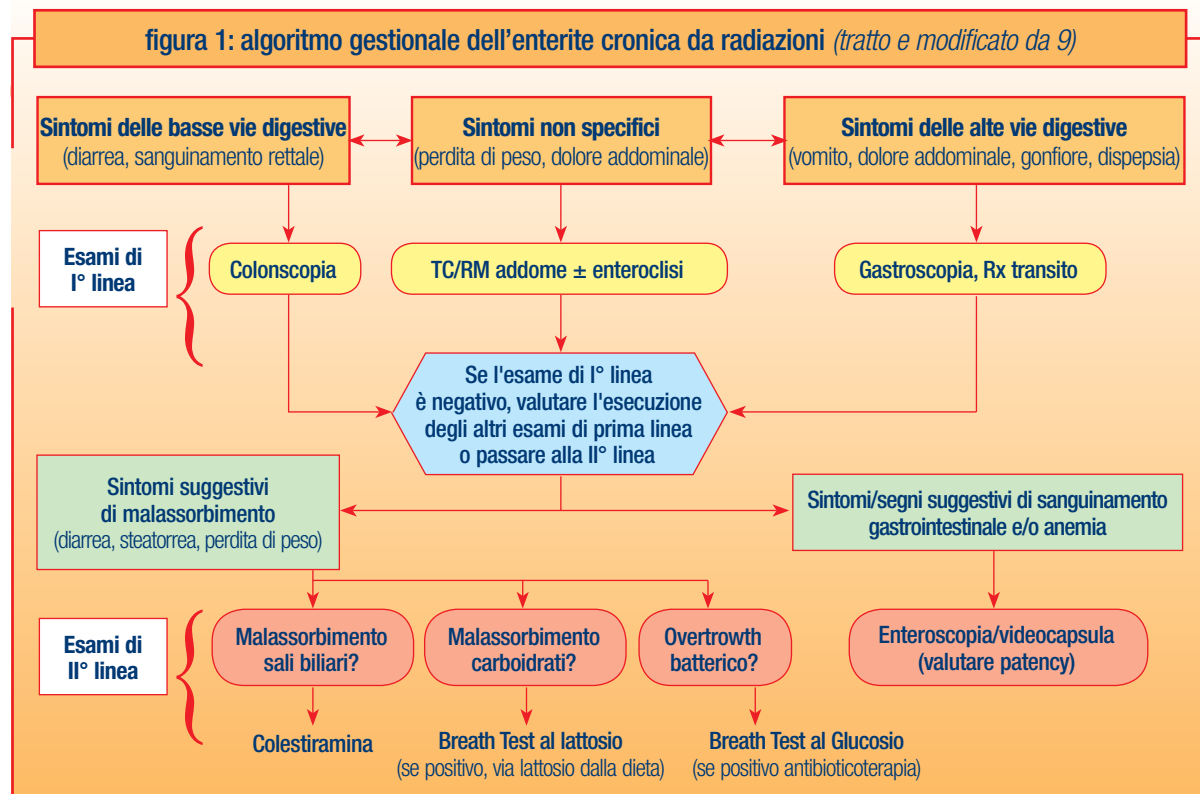 figura 1: algoritmo gestionale dell'enterite cronica da radiazioni (tratto e modificato da 9)
Sintomi delle basse vie digestive
(diarrea, sanguinamento rettale)
Sintomi non specifici
(perdita di peso, dolore addominale)
Sintomi delle alte vie digestive
(vomito, dolore addominale, gonfiore, dispepsia)
Esami di
I° linea
Colonscopia
TC/RM addome ± enteroclisi
Gastroscopia, Rx transito
Se l'esame di I° linea
è negativo, valutare l'esecuzione
degli altri esami di prima linea
o passare alla II° linea
Sintomi suggestivi
di malassorbimento
(diarrea, steatorrea, perdita di peso)
Sintomi/segni suggestivi di sanguinamento
gastrointestinale e/o anemia
Esami di
II° linea
Malassorbimento
sali biliari?
Malassorbimento
carboidrati?
Overtrowth
batterico?
Enteroscopia/videocapsula
(valutare patency)
Colestiramina
Breath Test al lattosio
(se positivo, via lattosio dalla dieta)
Breath Test al Glucosio
(se positivo antibioticoterapia)